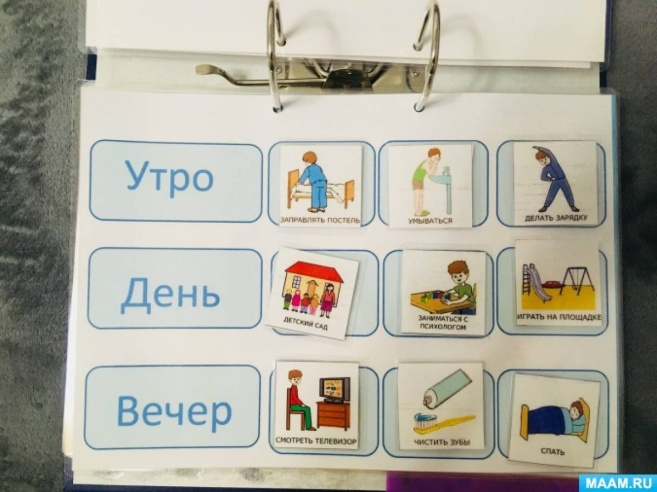 Утро
ЗАПРАВЛЯТЬ ПОСТЕЛЬ
УМЫВАТЬСЯ
ДЕЛАТЬ ЗАРЯДКУ
День
ДЕТСКИЙ САД
ЗАНИМАТЬСЯ С
ПСИХОЛОГОМ
ИГРАТЬ НА ПЛОЩАДКЕ
Вечер
СМОТРЕТЬ ТЕЛЕВИЗОР
ЧИСТИТЬ ЗУБЫ
СПАТЬ
MAAM.RU